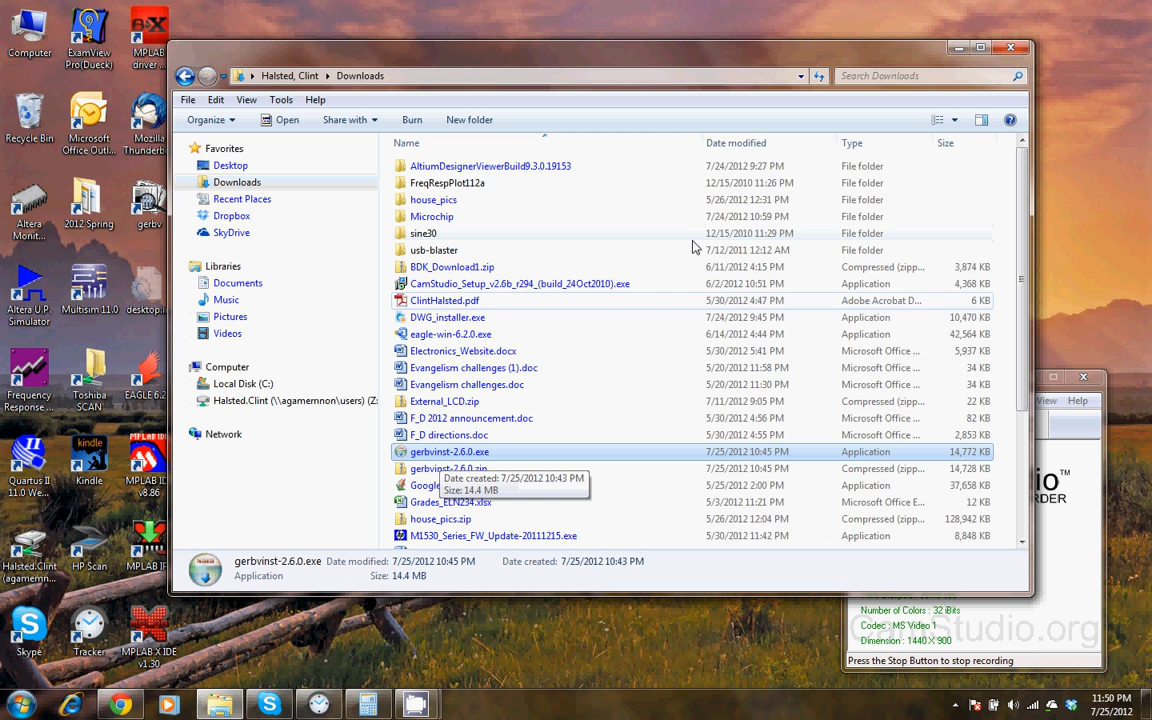 Computer
ExamView Pro(Dueck)
MPLAB driver ...
Recycle Bin
Microsoft Office Outl...
Mozilla Thunderb...
Altera Monit...
2012 Spring
gerbv
Altera U.P. Simulator
Multisim 11.0
desktop.in
Frequency Response ...
Toshiba SCAN
EAGLE 6.2
Quartus II 11.0 We...
Kindle
MPLAB ID v8.86
Halsted.Clint (agamemn...
HP Scan
MPLAB IP
Skype
Tracker
MPLAB X IDE v1.30
Halsted, Clint
Downloads
Search Downloads
File Edit View Tools Help
Organize Open Share with Burn New folder
Favorites
Desktop
Downloads
Recent Places
Dropbox
SkyDrive
Libraries
Documents
Music
Pictures
Videos
Computer
Local Disk (C:)
Halsted.Clint (\\agamemnon\users) (Z:
Network
Name Date modified Type Size
AltiumDesignerViewerBuild9.3.0.19153 7/24/2012 9:27 PM File folder
FreqRespPlot112a 12/15/2010 11:26 PM File folder
house_pics 5/26/2012 12:31 PM File folder
Microchip 7/24/2012 10:59 PM File folder
sine30 12/15/2010 11:29 PM File folder
usb-blaster 7/12/2011 12:12 AM File folder
BDK_Download1.zip 6/11/2012 4:15 PM Compressed (zipp... 3,874 KB
CamStudio_Setup_v2.6b_r294_(build_24Oct2010).exe 6/2/2012 10:51 PM Application 4,368 KB
ClintHalsted.pdf 5/30/2012 4:47 PM Adobe Acrobat D... 6 KB
DWG_installer.exe 7/24/2012 9:45 PM Application 10,470 KB
eagle-win-6.2.0.exe 6/14/2012 4:44 PM Application 42,564 KB
Electronics_Website.docx 5/30/2012 5:41 PM Microsoft Office ... 5,937 KB
Evangelism challenges (1).doc 5/20/2012 11:58 PM Microsoft Office ... 34 KB
Evangelism challenges.doc 5/20/2012 11:30 PM Microsoft Office ... 34 KB
External_LCD.zip 7/11/2012 9:05 PM Compressed (zipp... 22 KB
F_D 2012 announcement.doc 5/30/2012 4:56 PM Microsoft Office ... 82 KB
F_D directions.doc 5/30/2012 4:55 PM Microsoft Office ... 2,853 KB
gerbvinst-2.6.0.exe 7/25/2012 10:45 PM Application 14,772 KB
gerbvinst-2.6.0.zip 7/25/2012 10:45 PM Compressed (zipp... 14,728 KB
Google 5/25/2012 2:00 PM Application 37,658 KB
Grades_ELN234.xlsx 5/3/2012 11:21 PM Microsoft Office ... 12 KB
house_pics.zip 5/26/2012 12:04 PM Compressed (zipp... 128,942 KB
M1530_Series_FW_Update-20111215.exe 5/30/2012 11:42 PM Application 8,848 KB
Date created: 7/25/2012 10:43 PM
Size: 14.4 MB
gerbvinst-2.6.0.exe Date modified: 7/25/2012 10:45 PM Date created: 7/25/2012 10:43 PM
Application Size: 14.4 MB
View Help
io™
ORDER
Number of Colors : 32 iBits
Codec : MS Video 1
Dimension : 1440 X 900
CamStudio.org
Press the Stop Button to stop recording
11:50 PM
7/25/2012